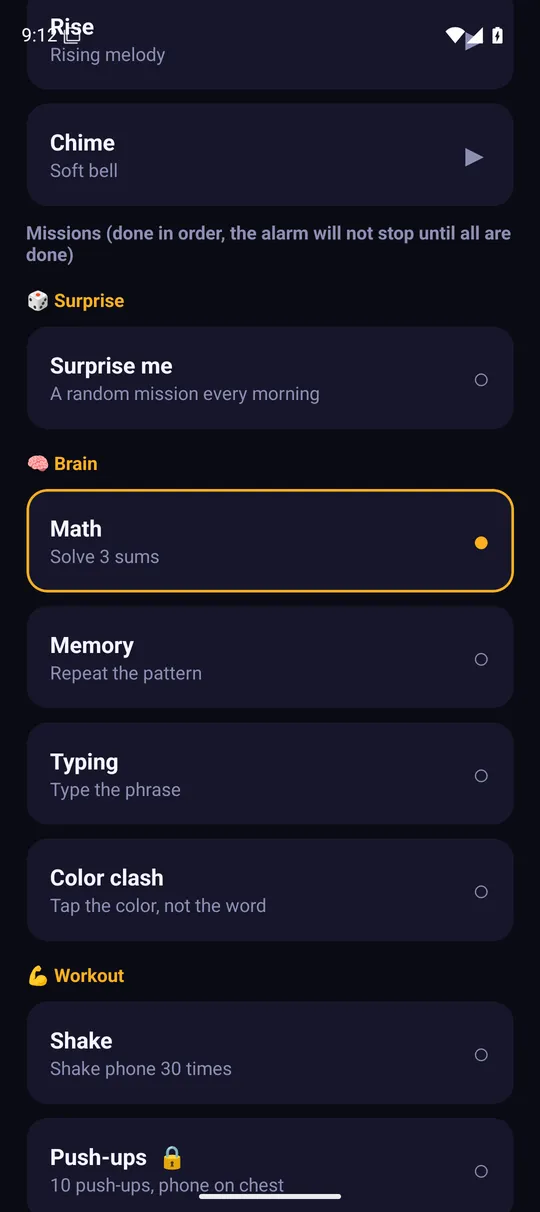 Rise
9:12
Rising melody
Chime
Soft bell
Missions (done in order, the alarm will not stop until all are
done)
Surprise
Surprise me
A random mission every morning
Brain
Math
Solve 3 sums
Memory
Repeat the pattern
Typing
Type the phrase
Color clash
Tap the color, not the word
Workout
Shake
Shake phone 30 times
Push-ups
10 push-ups, phone on chest